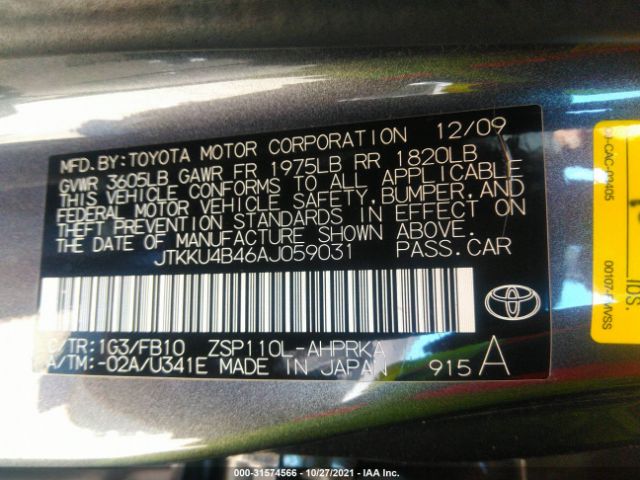 MFD.BY:TOYOTA MOTOR CORPORATION 12/09
GVWR 3605LB GAWR FR 1975LB RR 1820LB
THIS VEHICLE CONFORMS TO ALL APPLICABLE
FEDERAL MOTOR VEHICLE SAFETY,BUMPER,AND
THEFT PREVENTION STANDARDS IN EFFECT ON
THE DATE OF MANUFACTURE SHOWN ABOVE.
JTKKU4B46AJ059031 PASS.CAR
C/TR:1G3/FB10 ZSP110L-AHPRKA
A/TM:-02A/U341E MADE IN JAPAN 915A
000-31574566 | 10/27/2021 | IAA Inc.